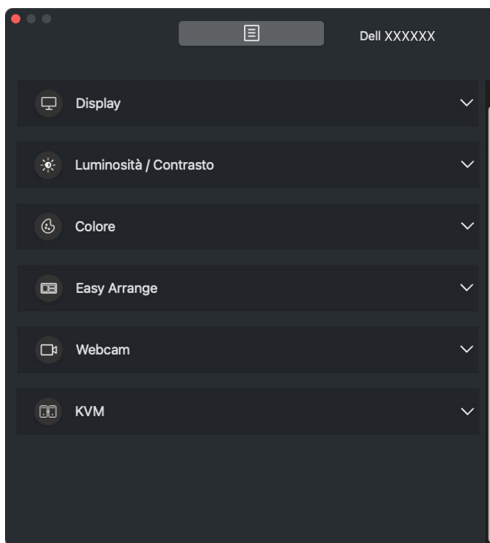 Dell XXXXXX
Display
Luminosità / Contrasto
Colore
Easy Arrange
Webcam
KVM